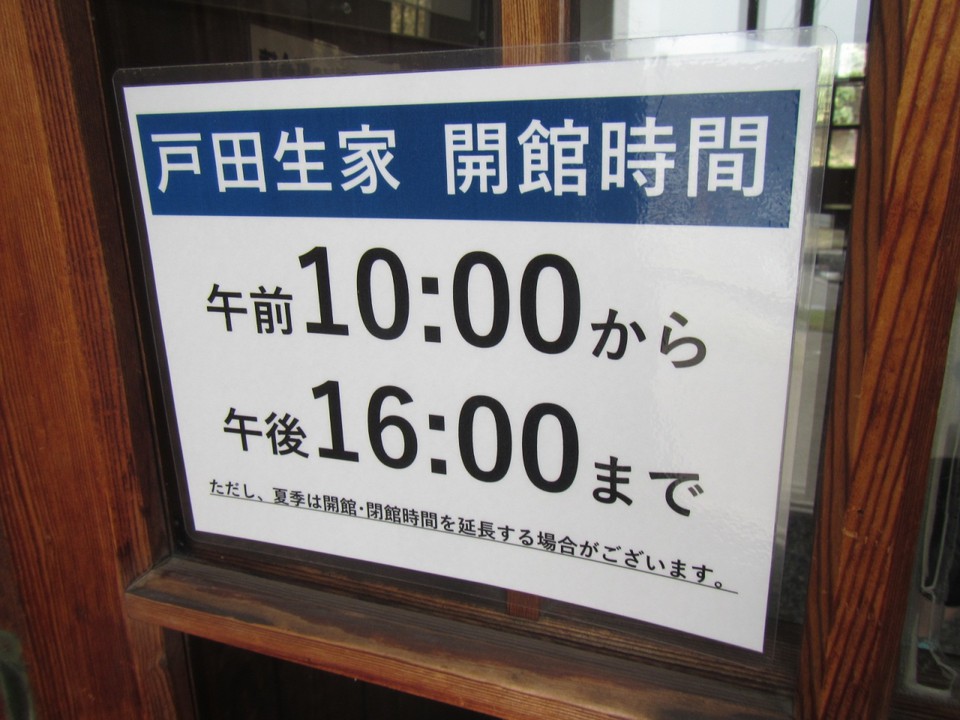 戸田生家 開館時間
午前10:00から
午後16:00まで
ただし、夏季は開館・閉館時間を延長する場合がございます。